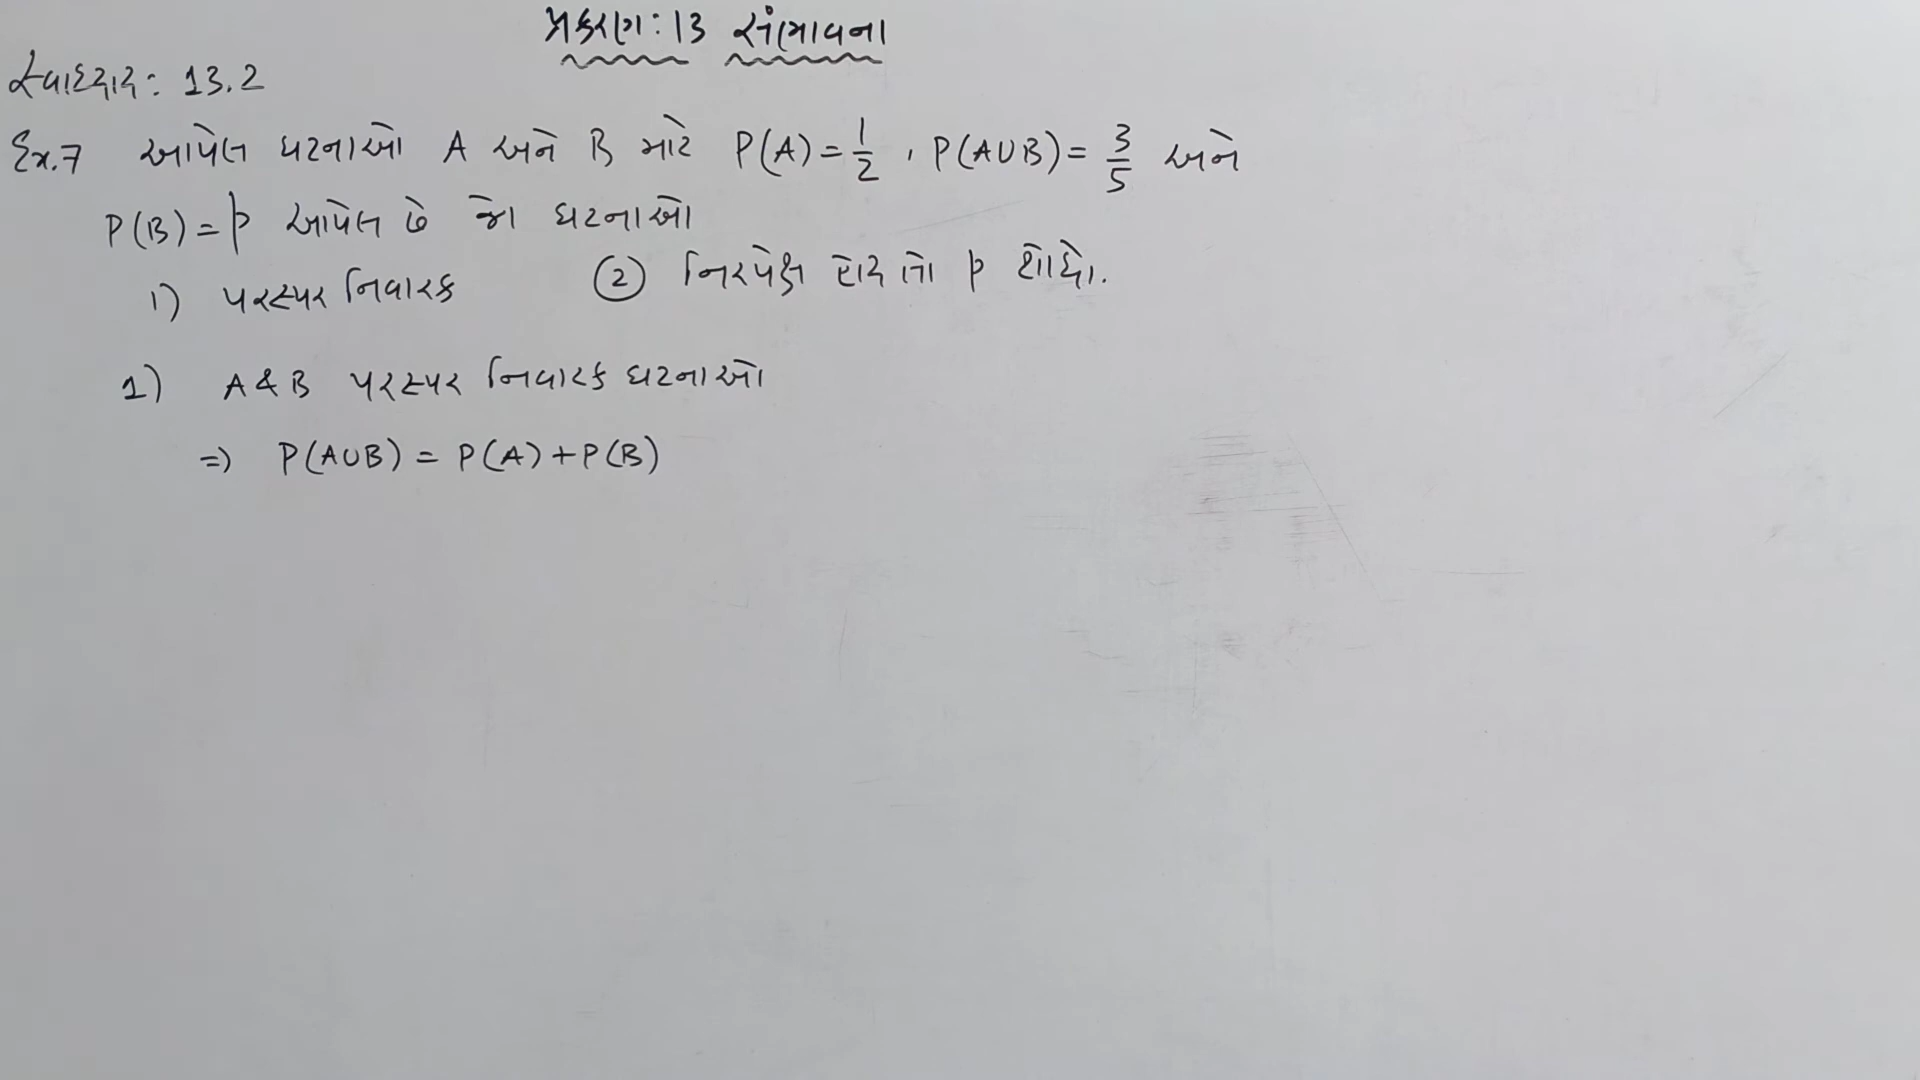 પ્રકરણ: 13 સંભાવના
સ્વાધ્યાય: 13.2
Ex.7 આપેલ ઘટનાઓ A અને B માટે P(A) = 1/2, P(A∪B) = 3/5 અને
P(B) = p આપેલ છે જો ઘટનાઓ
1) પરસ્પર નિવારક ② નિરપેક્ષ હોય તો p શોધો.
1) A & B પરસ્પર નિવારક ઘટનાઓ
⇒ P(A∪B) = P(A) + P(B)